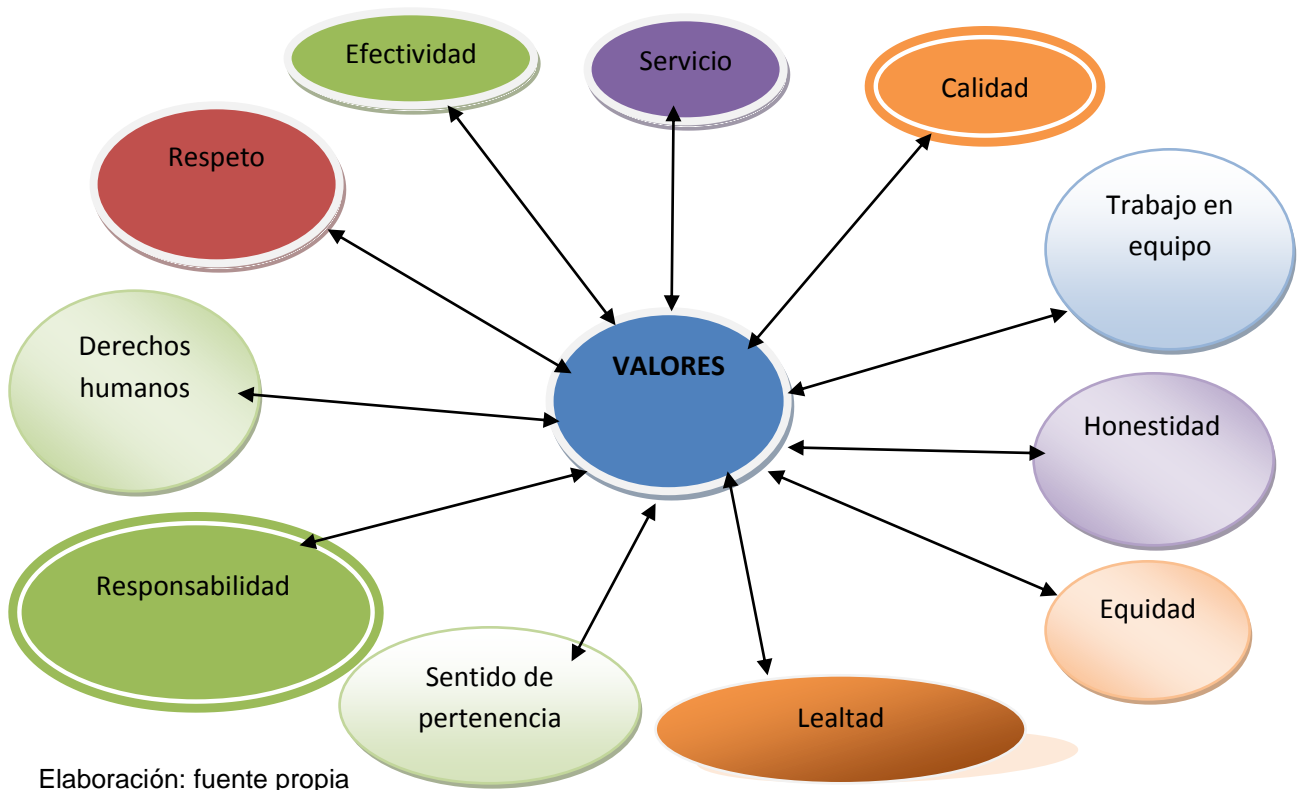 Efectividad
Servicio
Calidad
Respeto
Trabajo en
equipo
Derechos
humanos
VALORES
Honestidad
Responsabilidad
Equidad
Sentido de
pertenencia
Lealtad
Elaboración: fuente propia